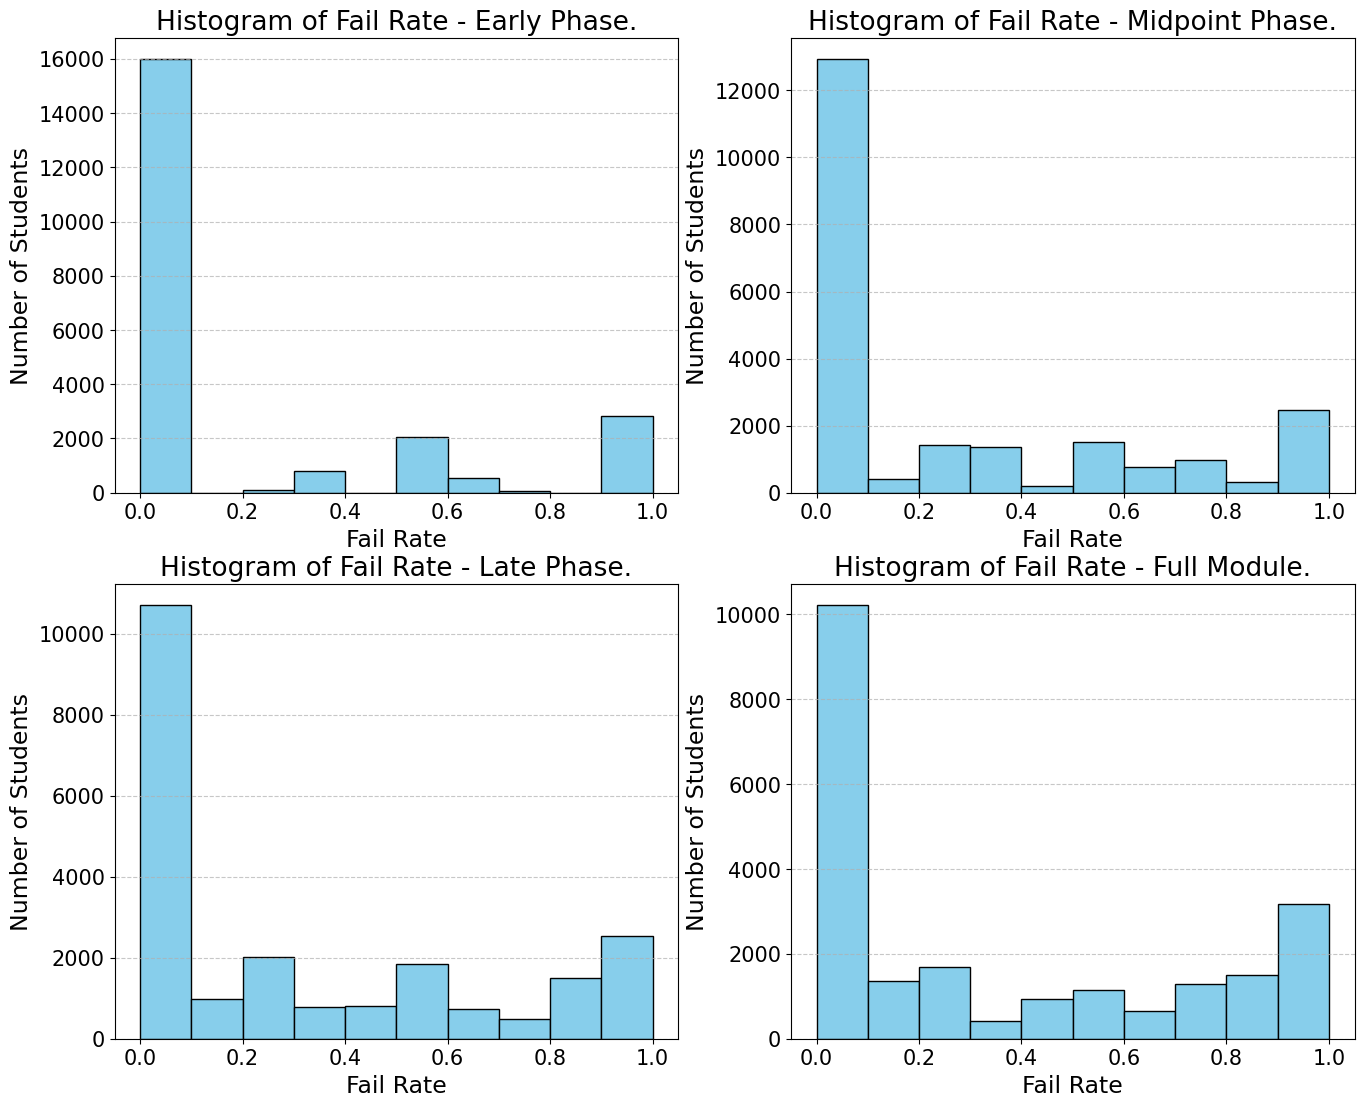 Histogram of Fail Rate - Early Phase.
Number of Students
16000
14000
12000
10000
8000
6000
4000
2000
0
0.0 0.2 0.4 0.6 0.8 1.0
Fail Rate
Histogram of Fail Rate - Midpoint Phase.
Number of Students
12000
10000
8000
6000
4000
2000
0
0.0 0.2 0.4 0.6 0.8 1.0
Fail Rate
Histogram of Fail Rate - Late Phase.
Number of Students
10000
8000
6000
4000
2000
0
0.0 0.2 0.4 0.6 0.8 1.0
Fail Rate
Histogram of Fail Rate - Full Module.
Number of Students
10000
8000
6000
4000
2000
0
0.0 0.2 0.4 0.6 0.8 1.0
Fail Rate